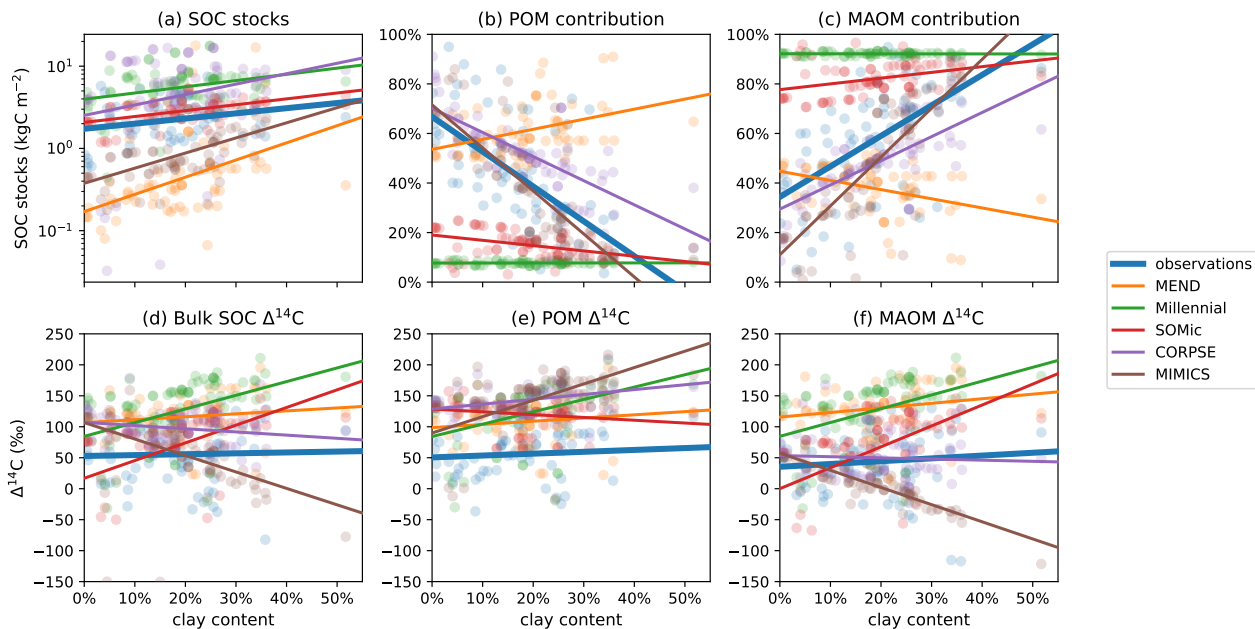 (a) SOC stocks
(b) POM contribution
(c) MAOM contribution
SOC stocks (kgC m⁻²)
10¹
10⁰
10⁻¹
100%
80%
60%
40%
20%
0%
100%
80%
60%
40%
20%
0%
observations
MEND
Millennial
SOMic
CORPSE
MIMICS
(d) Bulk SOC Δ¹⁴C
(e) POM Δ¹⁴C
(f) MAOM Δ¹⁴C
Δ¹⁴C (‰)
250
200
150
100
50
0
−50
−100
−150
250
200
150
100
50
0
−50
−100
−150
250
200
150
100
50
0
−50
−100
−150
0% 10% 20% 30% 40% 50%
0% 10% 20% 30% 40% 50%
0% 10% 20% 30% 40% 50%
clay content
clay content
clay content